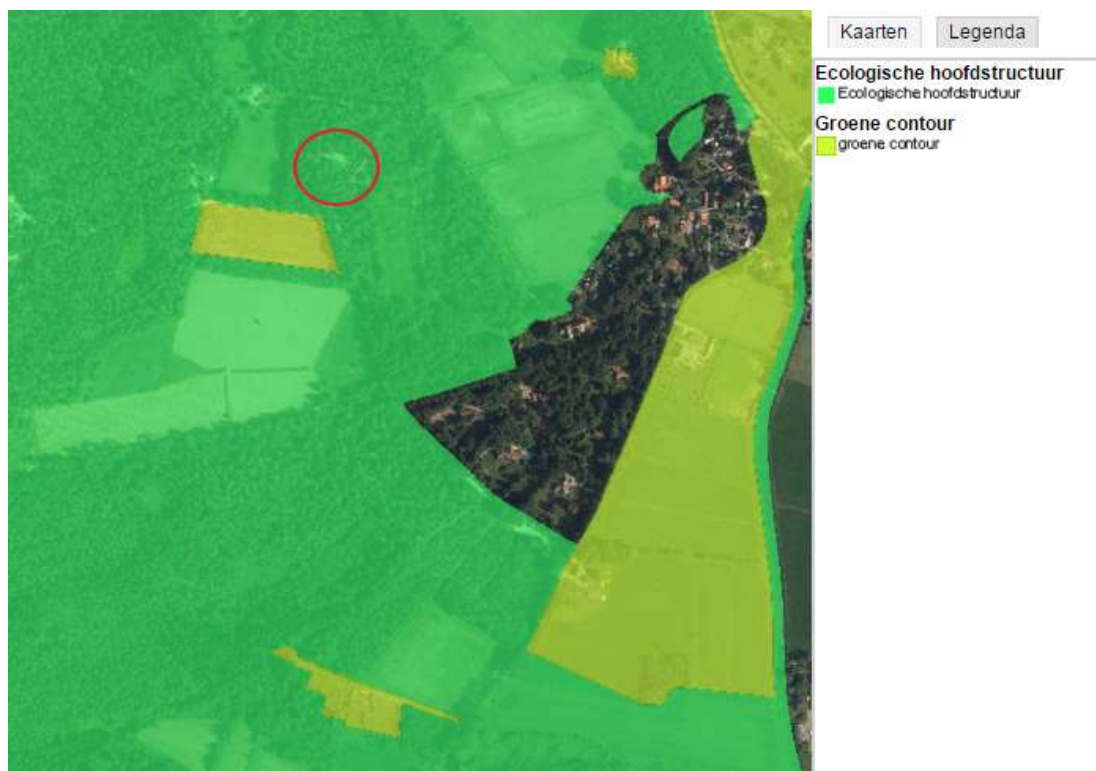 Kaarten Legenda
Ecologische hoofdstructuur
Ecologische hoofdstructuur
Groene contour
groene contour